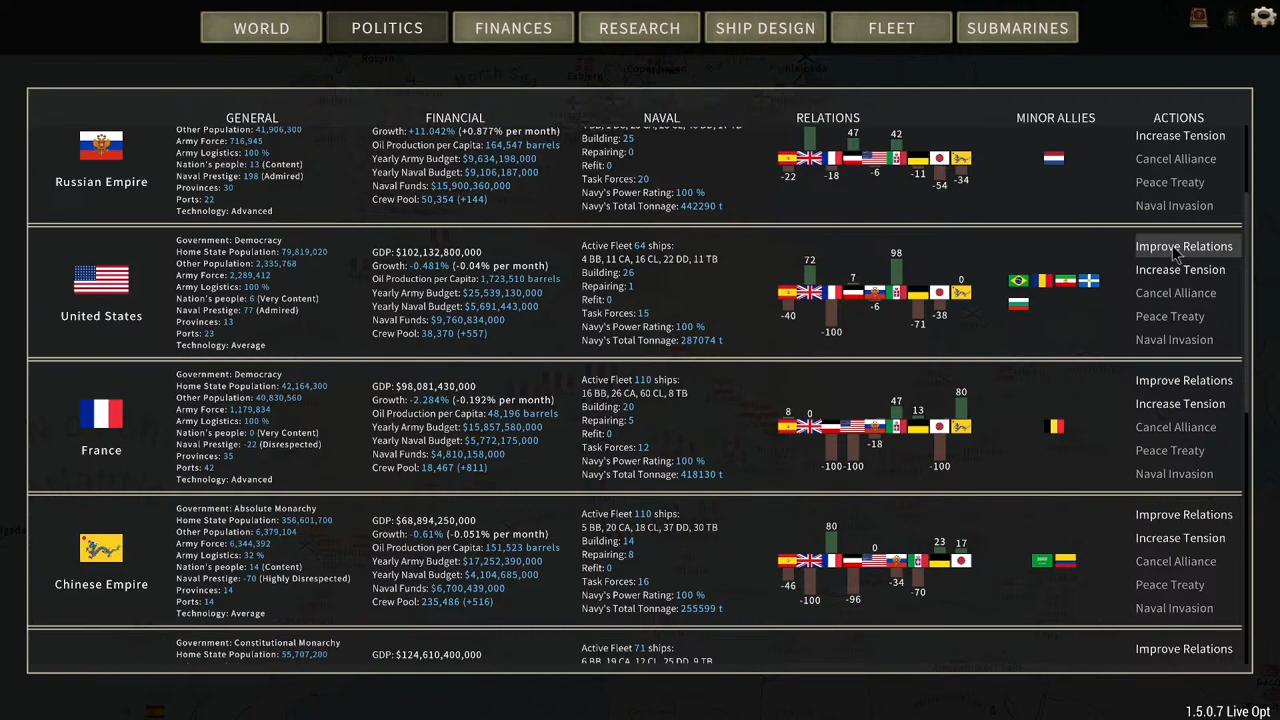 WORLD
POLITICS
FINANCES
RESEARCH
SHIP DESIGN
FLEET
SUBMARINES
GENERAL
FINANCIAL
NAVAL
RELATIONS
MINOR ALLIES
ACTIONS
Russian Empire
Other Population: 41,906,300
Army Force: 716,945
Army Logistics: 100 %
Nation's people: 13 (Content)
Naval Prestige: 198 (Admired)
Provinces: 30
Ports: 22
Technology: Advanced
Growth: +11.042% (+0.877% per month)
Oil Production per Capita: 164,547 barrels
Yearly Army Budget: $9,634,198,000
Yearly Naval Budget: $9,106,187,000
Naval Funds: $15,900,360,000
Crew Pool: 50,354 (+144)
Building: 25
Repairing: 0
Refit: 0
Task Forces: 20
Navy's Power Rating: 100 %
Navy's Total Tonnage: 442290 t
47
42
-22
-18
-6
-11
-54
-34
Increase Tension
Cancel Alliance
Peace Treaty
Naval Invasion
United States
Government: Democracy
Home State Population: 79,819,020
Other Population: 2,335,768
Army Force: 2,289,412
Army Logistics: 100 %
Nation's people: 6 (Very Content)
Naval Prestige: 77 (Admired)
Provinces: 13
Ports: 23
Technology: Average
GDP: $102,132,800,000
Growth: -0.481% (-0.04% per month)
Oil Production per Capita: 1,723,510 barrels
Yearly Army Budget: $25,539,130,000
Yearly Naval Budget: $5,691,443,000
Naval Funds: $9,760,834,000
Crew Pool: 38,370 (+557)
Active Fleet 64 ships:
4 BB, 11 CA, 16 CL, 22 DD, 11 TB
Building: 26
Repairing: 1
Refit: 0
Task Forces: 15
Navy's Power Rating: 100 %
Navy's Total Tonnage: 287074 t
72
7
98
0
-40
-100
-6
-71
-38
Improve Relations
Increase Tension
Cancel Alliance
Peace Treaty
Naval Invasion
France
Government: Democracy
Home State Population: 42,164,300
Other Population: 40,830,560
Army Force: 1,179,834
Army Logistics: 100 %
Nation's people: 0 (Very Content)
Naval Prestige: -22 (Disrespected)
Provinces: 35
Ports: 42
Technology: Advanced
GDP: $98,081,430,000
Growth: -2.284% (-0.192% per month)
Oil Production per Capita: 48,196 barrels
Yearly Army Budget: $15,857,580,000
Yearly Naval Budget: $5,772,175,000
Naval Funds: $4,810,158,000
Crew Pool: 18,467 (+811)
Active Fleet 110 ships:
16 BB, 26 CA, 60 CL, 8 TB
Building: 20
Repairing: 5
Refit: 0
Task Forces: 12
Navy's Power Rating: 100 %
Navy's Total Tonnage: 418130 t
8
0
47
13
80
-100
-100
-18
-100
Improve Relations
Increase Tension
Cancel Alliance
Peace Treaty
Naval Invasion
Chinese Empire
Government: Absolute Monarchy
Home State Population: 356,601,700
Other Population: 6,379,104
Army Force: 6,344,392
Army Logistics: 32 %
Nation's people: 14 (Content)
Naval Prestige: -70 (Highly Disrespected)
Provinces: 14
Ports: 14
Technology: Average
GDP: $68,894,250,000
Growth: -0.61% (-0.051% per month)
Oil Production per Capita: 151,523 barrels
Yearly Army Budget: $17,252,390,000
Yearly Naval Budget: $4,104,685,000
Naval Funds: $6,700,439,000
Crew Pool: 235,486 (+516)
Active Fleet 110 ships:
5 BB, 20 CA, 18 CL, 37 DD, 30 TB
Building: 14
Repairing: 8
Refit: 0
Task Forces: 16
Navy's Power Rating: 100 %
Navy's Total Tonnage: 255599 t
80
0
23
17
-46
-100
-96
-34
-70
Improve Relations
Increase Tension
Cancel Alliance
Peace Treaty
Naval Invasion
Government: Constitutional Monarchy
Home State Population: 55,707,200
GDP: $124,610,400,000
Active Fleet 71 ships:
6 BB, 19 CA, 12 CL, 25 DD, 9 TB
Improve Relations
1.5.0.7 Live Opt